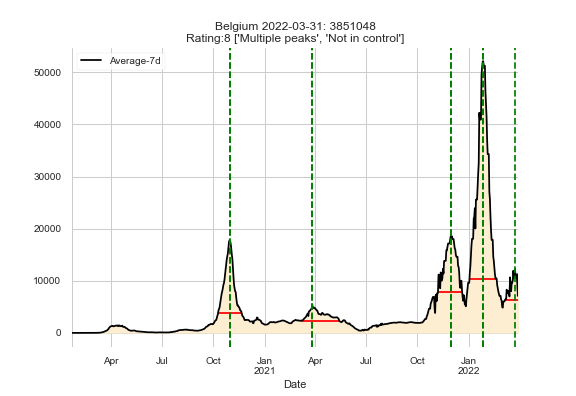 Belgium 2022-03-31: 3851048
Rating:8 ['Multiple peaks', 'Not in control']
Average-7d
50000
40000
30000
20000
10000
0
Apr Jul Oct Jan Apr Jul Oct Jan
2021 2022
Date